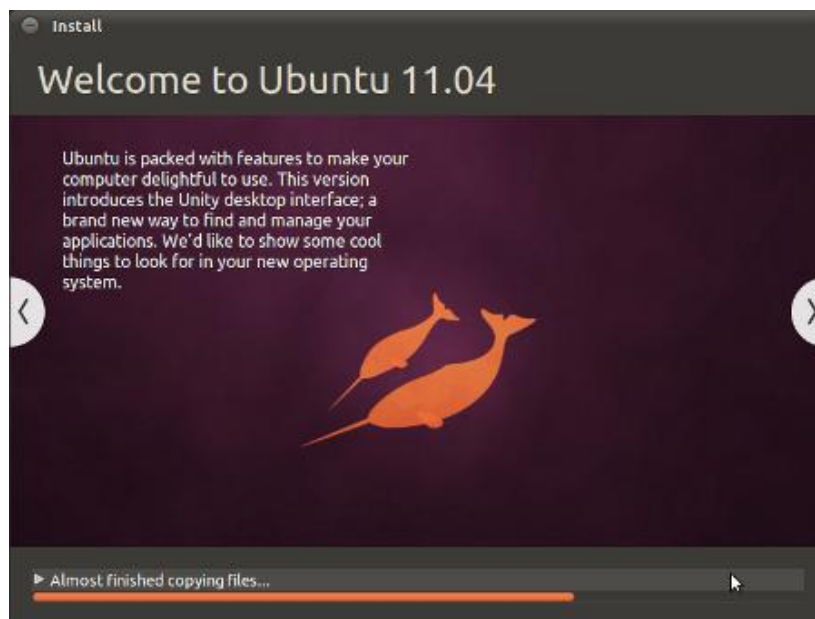 Install
Welcome to Ubuntu 11.04
Ubuntu is packed with features to make your
computer delightful to use. This version
introduces the Unity desktop interface; a
brand new way to find and manage your
applications. We'd like to show some cool
things to look for in your new operating
system.
Almost finished copying files...